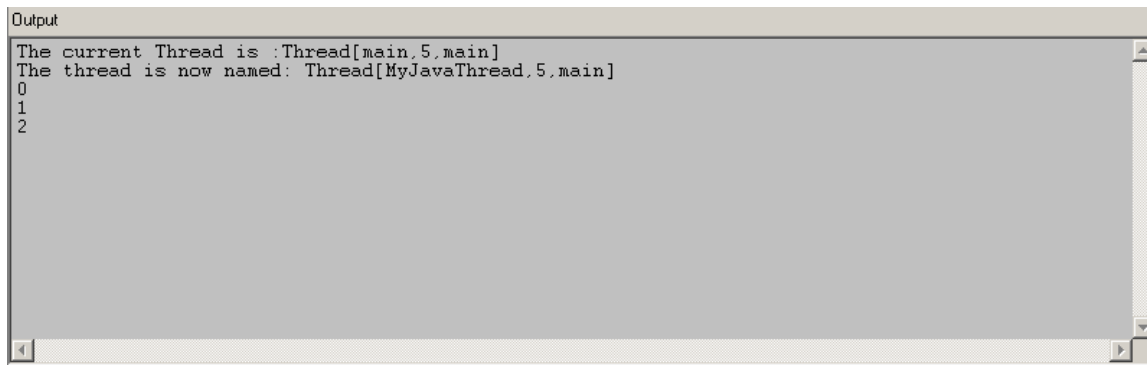 Output
The current Thread is :Thread[main,5,main]
The thread is now named: Thread[MyJavaThread,5,main]
0
1
2